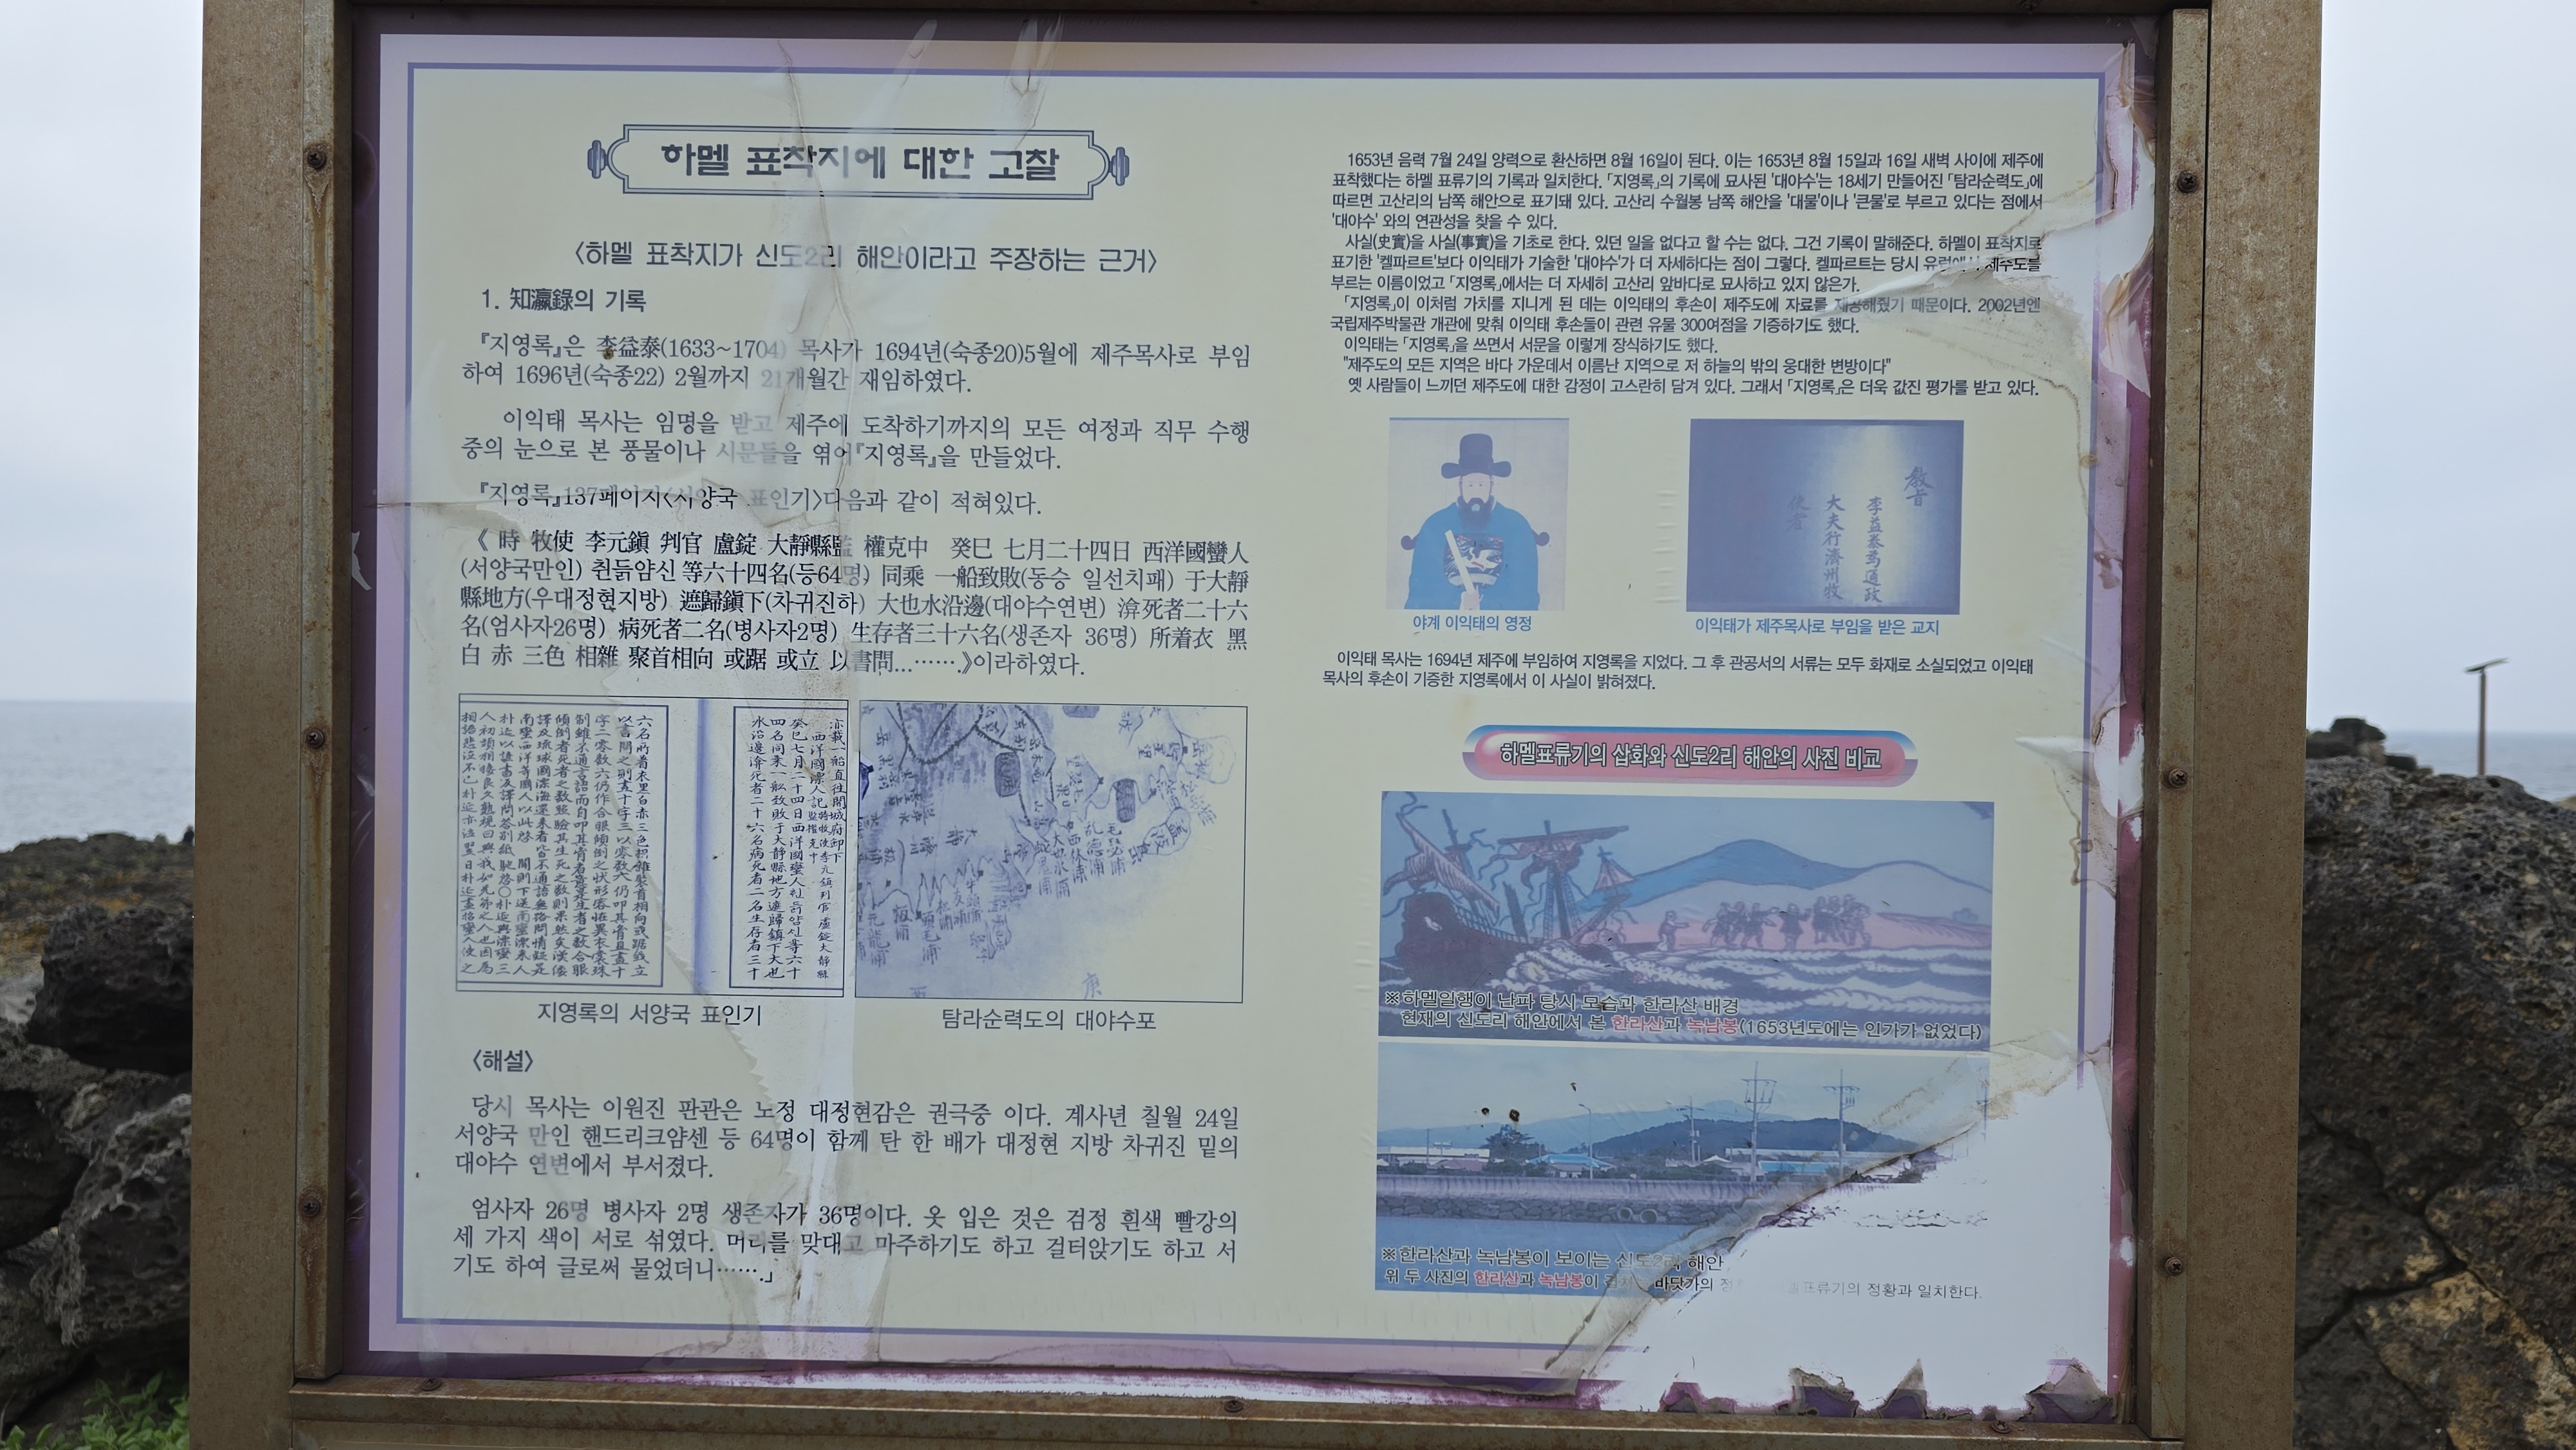 하멜 표착지에 대한 고찰
〈하멜 표착지가 신도2리 해안이라고 주장하는 근거〉
1. 知瀛錄의 기록
『지영록』은 李益泰(1633~1704) 목사가 1694년(숙종20)5월에 제주목사로 부임
하여 1696년(숙종22) 2월까지 21개월간 재임하였다.
이익태 목사는 임명을 받고 제주에 도착하기까지의 모든 여정과 직무 수행
중의 눈으로 본 풍물이나 시문들을 엮어『지영록』을 만들었다.
『지영록』137페이지〈서양국 표인기〉다음과 같이 적혀있다.
《 時 牧使 李元鎭 判官 盧錠 大靜縣監 權克中 癸巳 七月二十四日 西洋國蠻人
(서양국만인) 췬듥얌신 等六十四名(등64명) 同乘 一船致敗(동승 일선치패) 于大靜
縣地方(우대정현지방) 遮歸鎭下(차귀진하) 大也水沿邊(대야수연변) 渰死者二十六
名(엄사자26명) 病死者二名(병사자2명) 生存者三十六名(생존자 36명) 所着衣 黑
白 赤 三色 相雜 聚首相向 或踞 或立 以書問...…….》이라하였다.
지영록의 서양국 표인기
탐라순력도의 대야수포
〈해설〉
당시 목사는 이원진 판관은 노정 대정현감은 권극중 이다. 계사년 칠월 24일
서양국 만인 핸드리크얌센 등 64명이 함께 탄 한 배가 대정현 지방 차귀진 밑의
대야수 연변에서 부서졌다.
엄사자 26명 병사자 2명 생존자가 36명이다. 옷 입은 것은 검정 흰색 빨강의
세 가지 색이 서로 섞였다. 머리를 맞대고 마주하기도 하고 걸터앉기도 하고 서
기도 하여 글로써 물었더니…….」
1653년 음력 7월 24일 양력으로 환산하면 8월 16일이 된다. 이는 1653년 8월 15일과 16일 새벽 사이에 제주에
표착했다는 하멜 표류기의 기록과 일치한다. 「지영록」의 기록에 묘사된 '대야수'는 18세기 만들어진 「탐라순력도」에
따르면 고산리의 남쪽 해안으로 표기돼 있다. 고산리 수월봉 남쪽 해안을 '대물'이나 '큰물'로 부르고 있다는 점에서
'대야수' 와의 연관성을 찾을 수 있다.
사실(史實)을 사실(事實)을 기초로 한다. 있던 일을 없다고 할 수는 없다. 그건 기록이 말해준다. 하멜이 표착지로
표기한 '켈파르트'보다 이익태가 기술한 '대야수'가 더 자세하다는 점이 그렇다. 켈파르트는 당시 유럽에서 제주도를
부르는 이름이었고 「지영록」에서는 더 자세히 고산리 앞바다로 묘사하고 있지 않은가.
「지영록」이 이처럼 가치를 지니게 된 데는 이익태의 후손이 제주도에 자료를 제공해줬기 때문이다. 2002년엔
국립제주박물관 개관에 맞춰 이익태 후손들이 관련 유물 300여점을 기증하기도 했다.
이익태는 「지영록」을 쓰면서 서문을 이렇게 장식하기도 했다.
"제주도의 모든 지역은 바다 가운데서 이름난 지역으로 저 하늘의 밖의 웅대한 변방이다"
옛 사람들이 느끼던 제주도에 대한 감정이 고스란히 담겨 있다. 그래서 「지영록」은 더욱 값진 평가를 받고 있다.
敎旨
李益泰爲通政
大夫行濟州牧
使者
야계 이익태의 영정
이익태가 제주목사로 부임을 받은 교지
이익태 목사는 1694년 제주에 부임하여 지영록을 지었다. 그 후 관공서의 서류는 모두 화재로 소실되었고 이익태
목사의 후손이 기증한 지영록에서 이 사실이 밝혀졌다.
하멜표류기의 삽화와 신도2리 해안의 사진 비교
※하멜일행이 난파 당시 모습과 한라산 배경
현재의 신도리 해안에서 본 한라산과 녹남봉(1653년도에는 인가가 없었다)
※한라산과 녹남봉이 보이는 신도2리 해안
위 두 사진의 한라산과 녹남봉이 바닷가의 표류기의 정황과 일치한다.